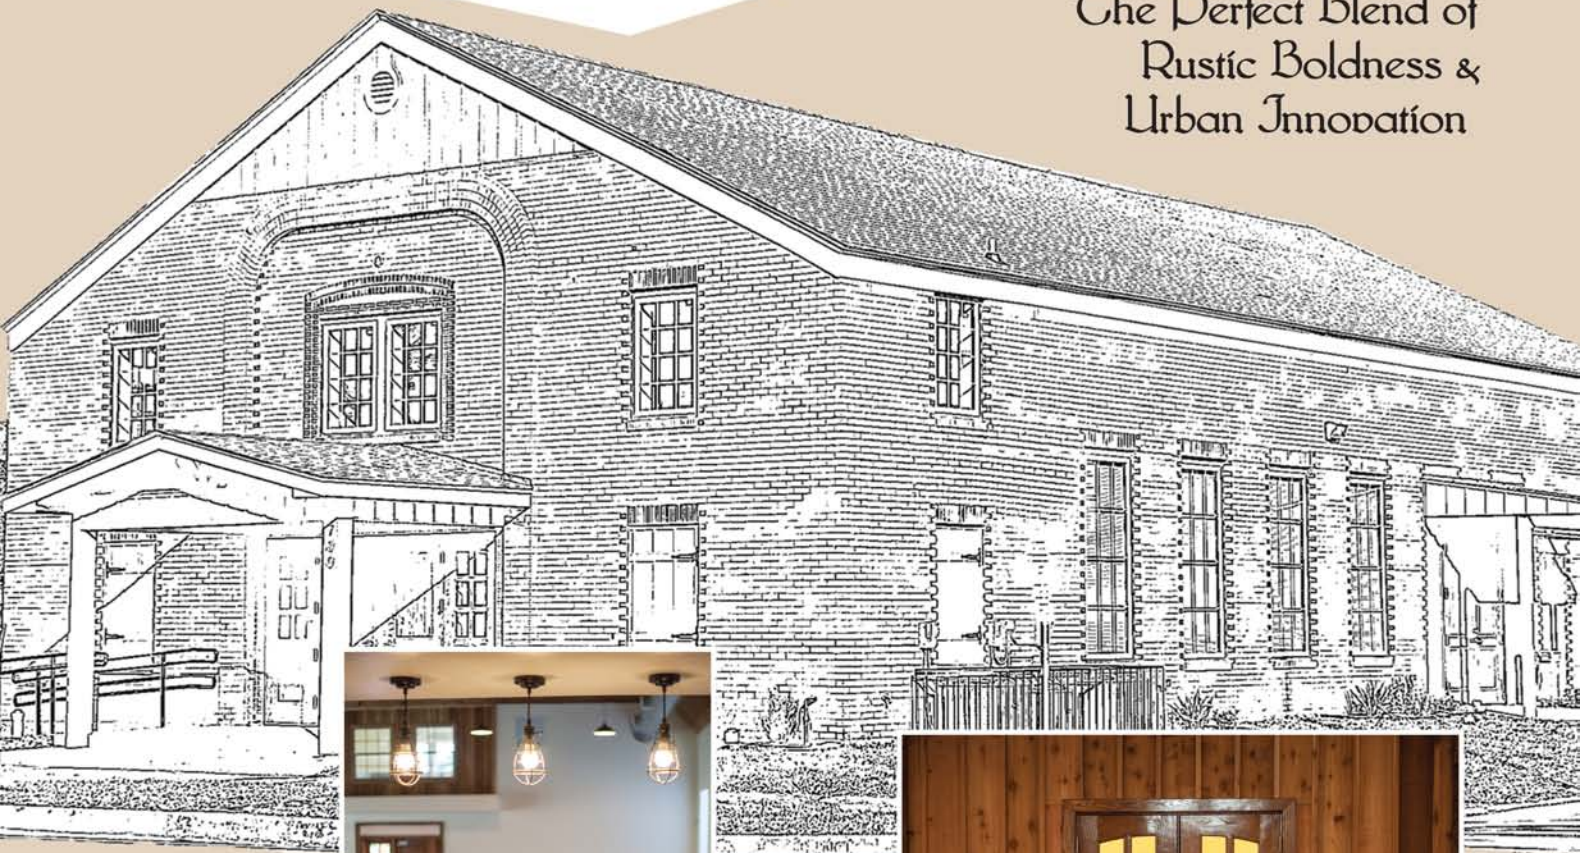 The Perfect Blend of
Rustic Boldness &
Urban Innovation